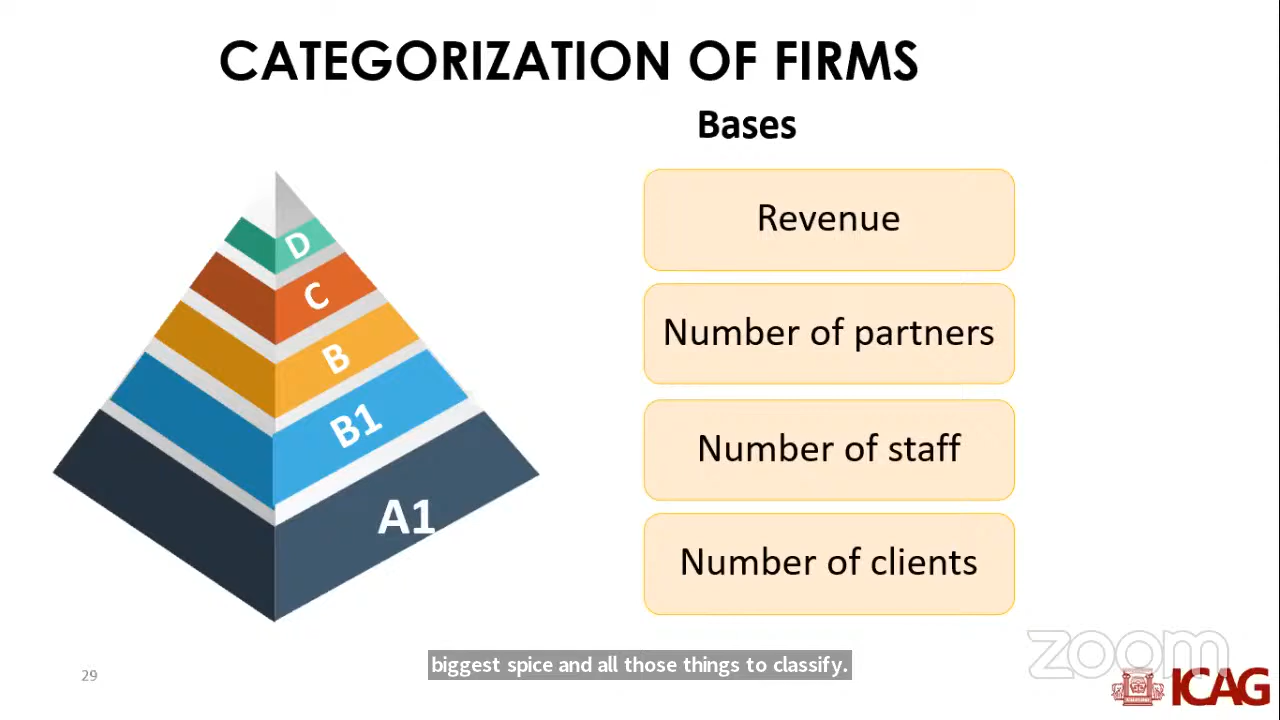 CATEGORIZATION OF FIRMS
Bases
D
C
B
B1
A1
Revenue
Number of partners
Number of staff
Number of clients
biggest spice and all those things to classify.
29
zoom
ICAG